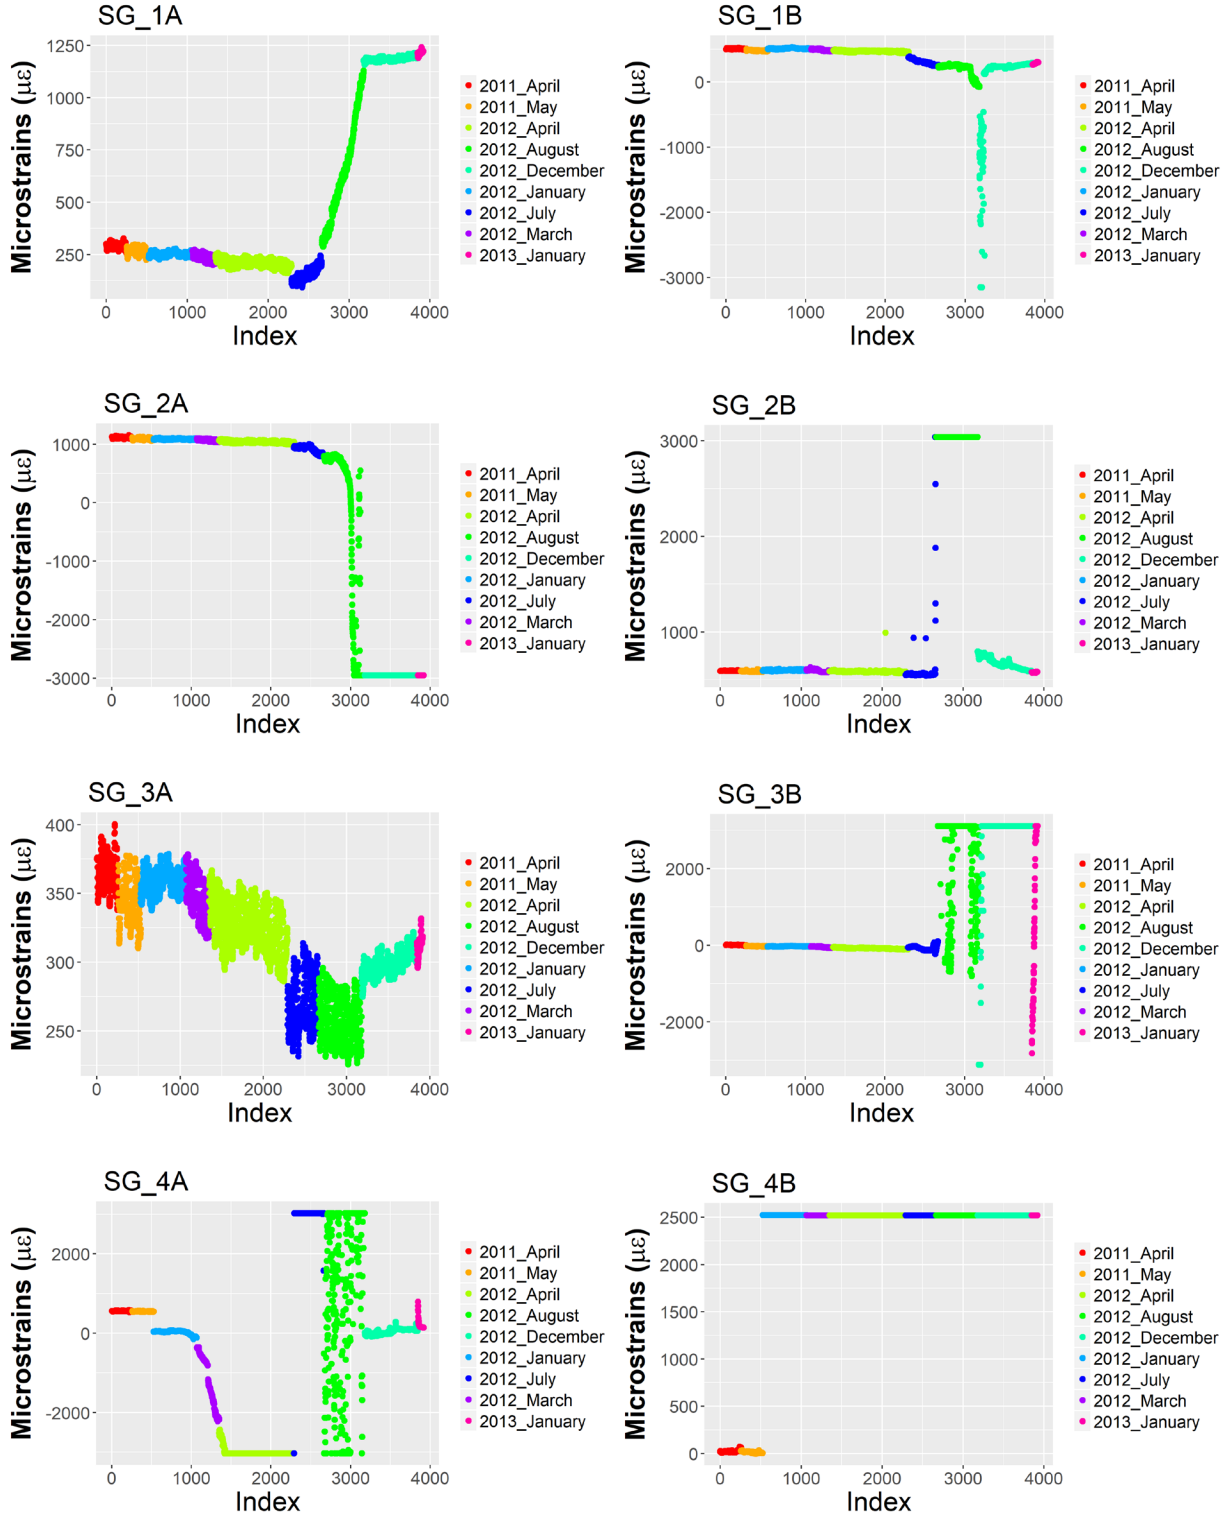 SG_1A
Microstrains (με)
1250
1000
750
500
250
0
1000
2000
3000
4000
Index
2011_April
2011_May
2012_April
2012_August
2012_December
2012_January
2012_July
2012_March
2013_January
SG_1B
Microstrains (με)
0
-1000
-2000
-3000
0
1000
2000
3000
4000
Index
2011_April
2011_May
2012_April
2012_August
2012_December
2012_January
2012_July
2012_March
2013_January
SG_2A
Microstrains (με)
1000
0
-1000
-2000
-3000
0
1000
2000
3000
4000
Index
2011_April
2011_May
2012_April
2012_August
2012_December
2012_January
2012_July
2012_March
2013_January
SG_2B
Microstrains (με)
3000
2000
1000
0
1000
2000
3000
4000
Index
2011_April
2011_May
2012_April
2012_August
2012_December
2012_January
2012_July
2012_March
2013_January
SG_3A
Microstrains (με)
400
350
300
250
0
1000
2000
3000
4000
Index
2011_April
2011_May
2012_April
2012_August
2012_December
2012_January
2012_July
2012_March
2013_January
SG_3B
Microstrains (με)
2000
0
-2000
0
1000
2000
3000
4000
Index
2011_April
2011_May
2012_April
2012_August
2012_December
2012_January
2012_July
2012_March
2013_January
SG_4A
Microstrains (με)
2000
0
-2000
0
1000
2000
3000
4000
Index
2011_April
2011_May
2012_April
2012_August
2012_December
2012_January
2012_July
2012_March
2013_January
SG_4B
Microstrains (με)
2500
2000
1500
1000
500
0
0
1000
2000
3000
4000
Index
2011_April
2011_May
2012_April
2012_August
2012_December
2012_January
2012_July
2012_March
2013_January